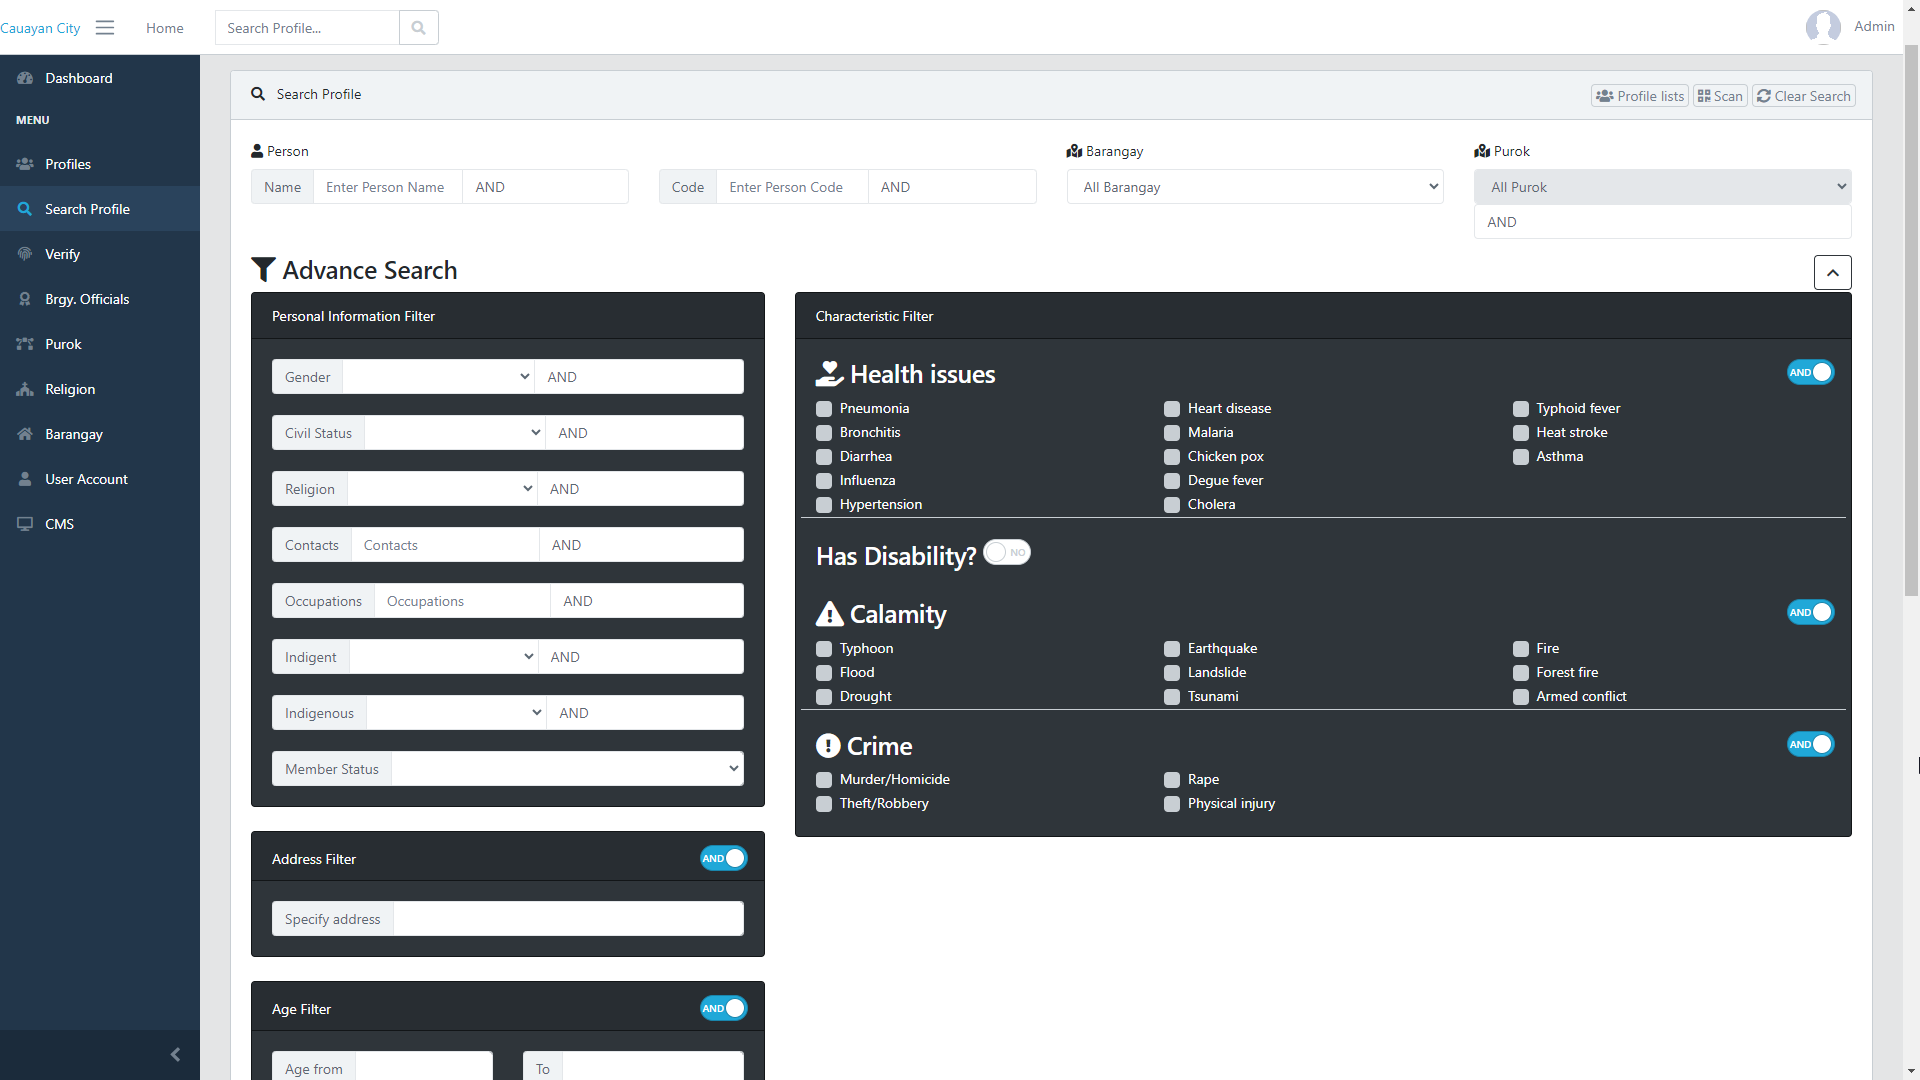 Cauayan City
Home
Search Profile...
Admin
Dashboard
MENU
Profiles
Search Profile
Verify
Brgy. Officials
Purok
Religion
Barangay
User Account
CMS
Search Profile
Profile lists
Scan
Clear Search
Person
Name Enter Person Name AND
Code Enter Person Code AND
Barangay
All Barangay
Purok
All Purok
AND
Advance Search
Personal Information Filter
Gender AND
Civil Status AND
Religion AND
Contacts Contacts AND
Occupations Occupations AND
Indigent AND
Indigenous AND
Member Status
Address Filter AND
Specify address
Age Filter AND
Age from To
Characteristic Filter
Health issues AND
Pneumonia Heart disease Typhoid fever
Bronchitis Malaria Heat stroke
Diarrhea Chicken pox Asthma
Influenza Degue fever
Hypertension Cholera
Has Disability? NO
Calamity AND
Typhoon Earthquake Fire
Flood Landslide Forest fire
Drought Tsunami Armed conflict
Crime AND
Murder/Homicide Rape
Theft/Robbery Physical injury